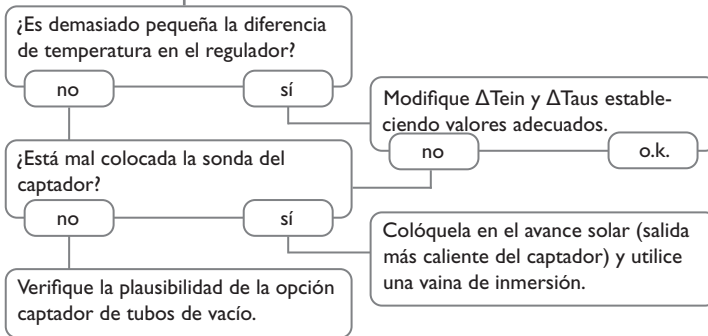 ¿Es demasiado pequeña la diferencia
de temperatura en el regulador?
no
sí
Modifique ΔTein y ΔTaus estable-
ciendo valores adecuados.
no
o.k.
¿Está mal colocada la sonda del
captador?
no
sí
Colóquela en el avance solar (salida
más caliente del captador) y utilice
una vaina de inmersión.
Verifique la plausibilidad de la opción
captador de tubos de vacío.